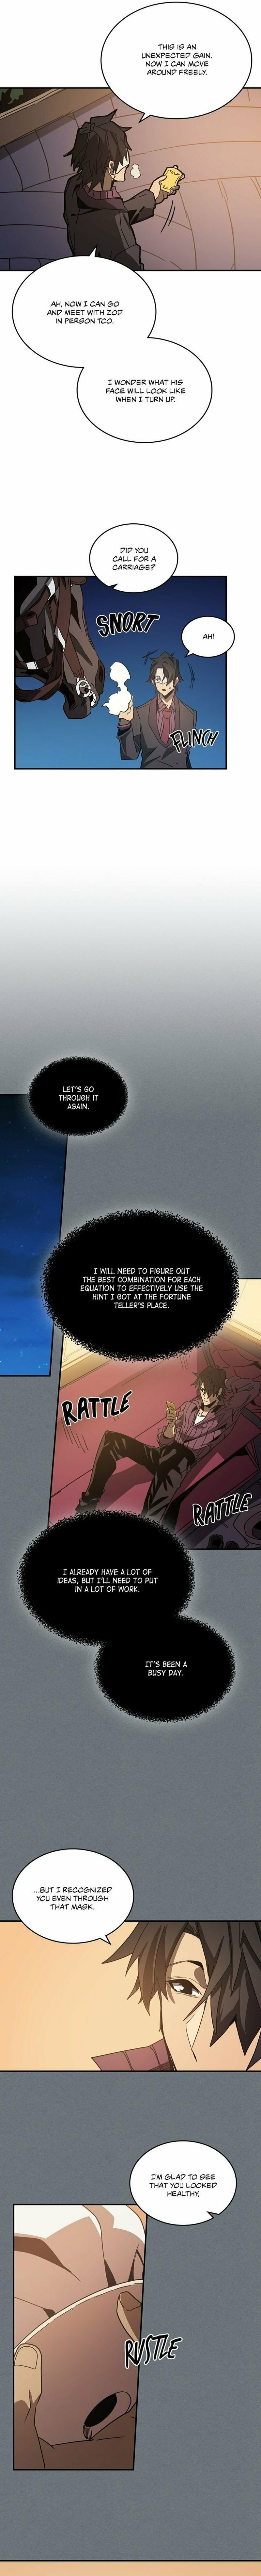 THIS IS AN
UNEXPECTED GAIN.
NOW I CAN MOVE
AROUND FREELY.
AH, NOW I CAN GO
AND MEET WITH ZOD
IN PERSON TOO.
I WONDER WHAT HIS
FACE WILL LOOK LIKE
WHEN I TURN UP.
DID YOU
CALL FOR A
CARRIAGE?
SNORT
AH!
FLINCH
LET'S GO
THROUGH IT
AGAIN.
I WILL NEED TO FIGURE OUT
THE BEST COMBINATION FOR EACH
EQUATION TO EFFECTIVELY USE THE
HINT I GOT AT THE FORTUNE
TELLER'S PLACE.
RATTLE
RATTLE
I ALREADY HAVE A LOT OF
IDEAS, BUT I'LL NEED TO PUT
IN A LOT OF WORK.
IT'S BEEN A
BUSY DAY.
...BUT I RECOGNIZED
YOU EVEN THROUGH
THAT MASK.
I'M GLAD TO SEE
THAT YOU LOOKED
HEALTHY.
RUSTLE